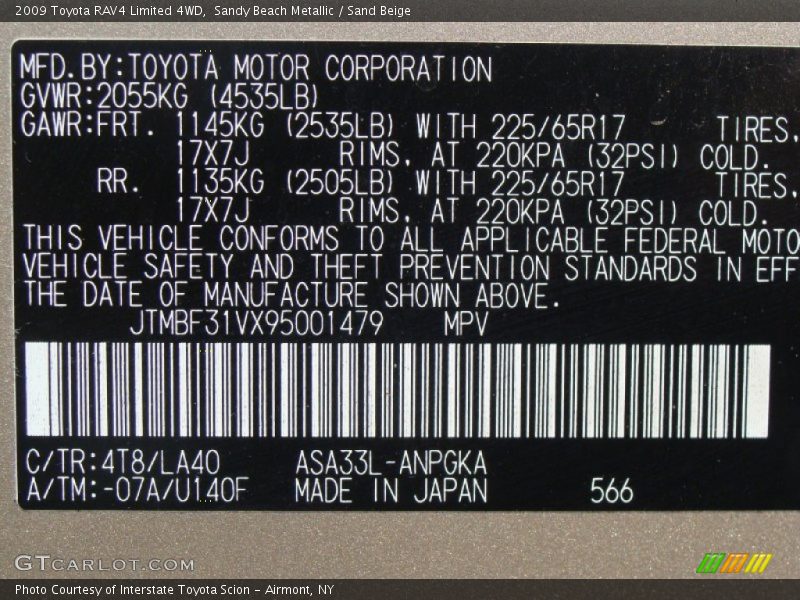 2009 Toyota RAV4 Limited 4WD,  Sandy Beach Metallic / Sand Beige
MFD.BY:TOYOTA MOTOR CORPORATION
GVWR:2055KG (4535LB)
GAWR:FRT. 1145KG (2535LB) WITH 225/65R17 TIRES,
17X7J RIMS, AT 220KPA (32PSI) COLD.
RR. 1135KG (2505LB) WITH 225/65R17 TIRES,
17X7J RIMS, AT 220KPA (32PSI) COLD.
THIS VEHICLE CONFORMS TO ALL APPLICABLE FEDERAL MOTO
VEHICLE SAFETY AND THEFT PREVENTION STANDARDS IN EFF
THE DATE OF MANUFACTURE SHOWN ABOVE.
JTMBF31VX95001479 MPV
C/TR:4T8/LA40 ASA33L-ANPGKA
A/TM:-07A/U140F MADE IN JAPAN 566
GTCARLOT.COM
Photo Courtesy of Interstate Toyota Scion - Airmont, NY